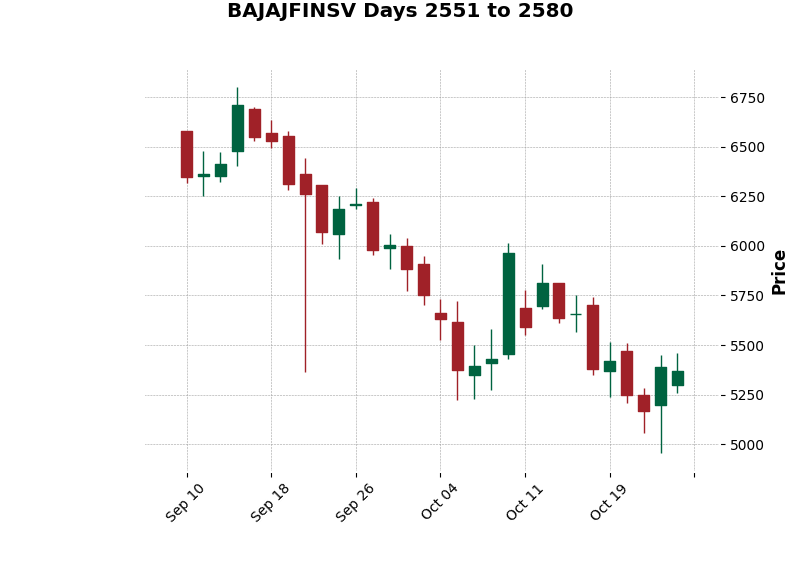 BAJAJFINSV Days 2551 to 2580
6750
6500
6250
6000
5750
5500
5250
5000
Price
Sep 10
Sep 18
Sep 26
Oct 04
Oct 11
Oct 19